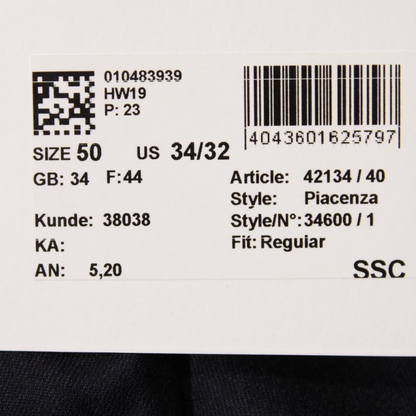 010483939
HW19
P: 23
4043601625797
SIZE 50 US 34/32
GB: 34 F:44
Article: 42134 / 40
Style: Piacenza
Kunde: 38038
Style/N°:34600 / 1
KA:
Fit: Regular
AN: 5,20
SSC